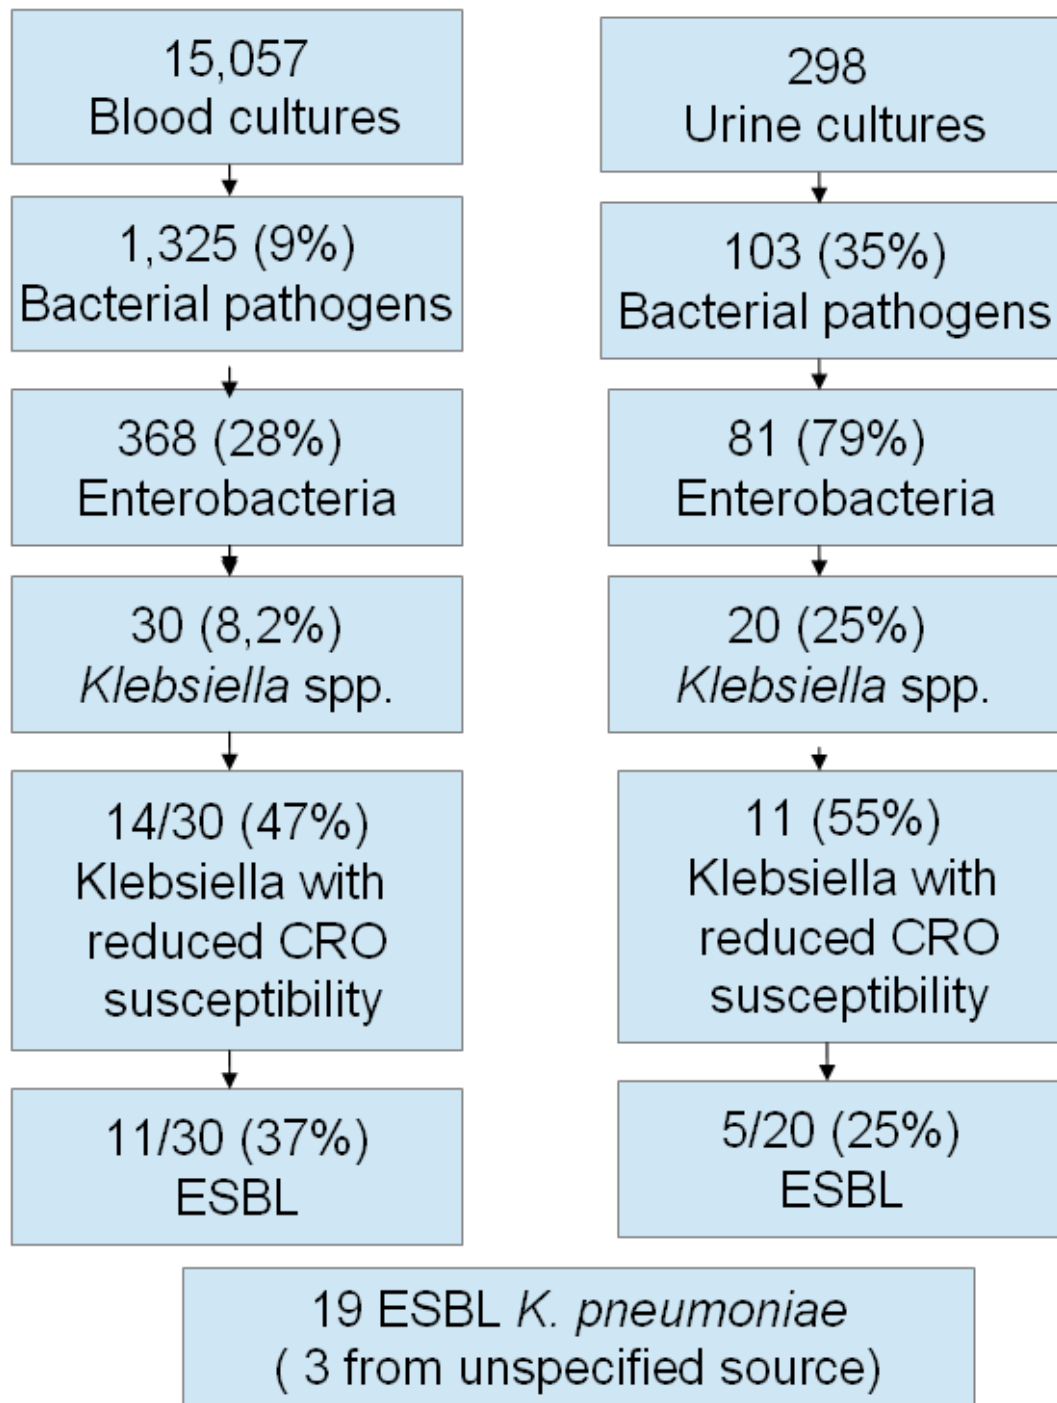 15,057
Blood cultures
1,325 (9%)
Bacterial pathogens
368 (28%)
Enterobacteria
30 (8,2%)
Klebsiella spp.
14/30 (47%)
Klebsiella with
reduced CRO
susceptibility
11/30 (37%)
ESBL
298
Urine cultures
103 (35%)
Bacterial pathogens
81 (79%)
Enterobacteria
20 (25%)
Klebsiella spp.
11 (55%)
Klebsiella with
reduced CRO
susceptibility
5/20 (25%)
ESBL
19 ESBL K. pneumoniae
( 3 from unspecified source)